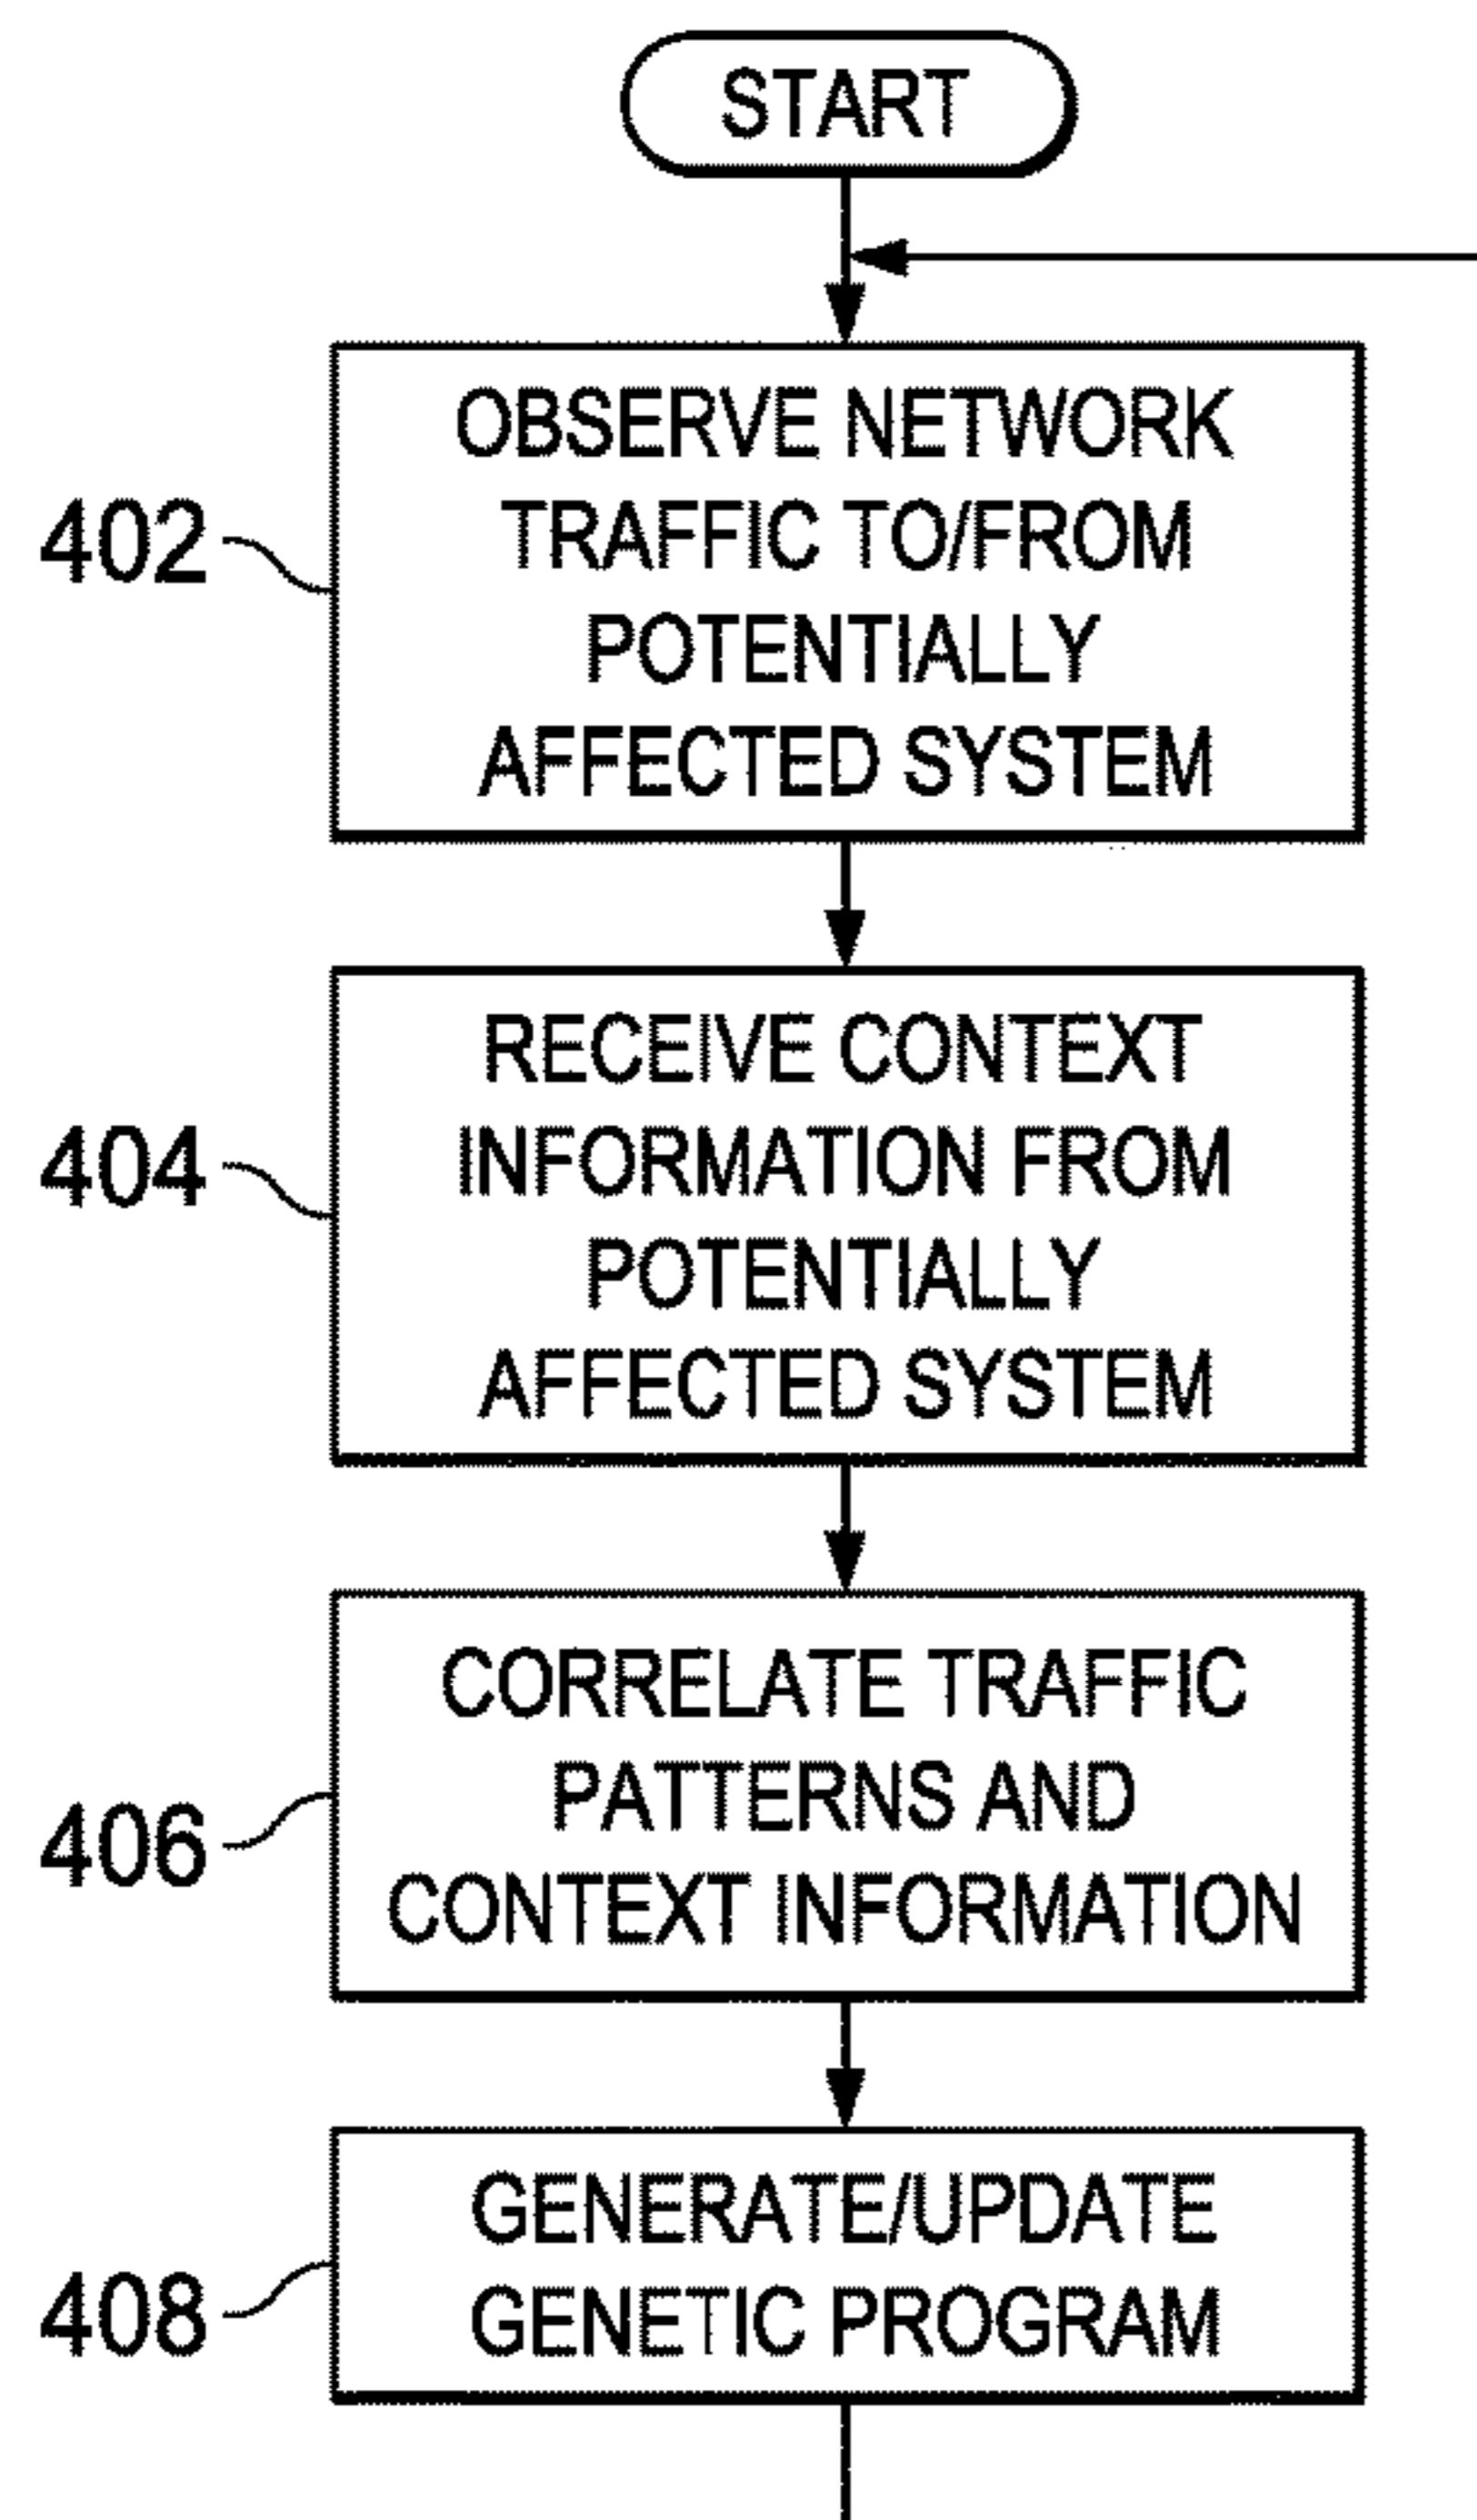 START
OBSERVE NETWORK
TRAFFIC TO/FROM
POTENTIALLY
AFFECTED SYSTEM
402
RECEIVE CONTEXT
INFORMATION FROM
POTENTIALLY
AFFECTED SYSTEM
404
CORRELATE TRAFFIC
PATTERNS AND
CONTEXT INFORMATION
406
GENERATE/UPDATE
GENETIC PROGRAM
408